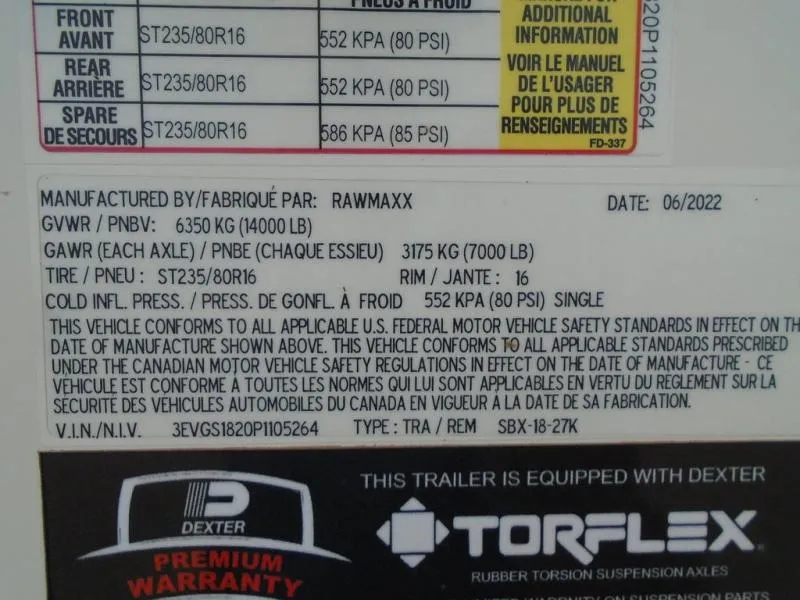 PNEUS À FROID
ADDITIONAL
INFORMATION
VOIR LE MANUEL
DE L'USAGER
POUR PLUS DE
RENSEIGNEMENTS
FD-337
FRONT
AVANT
ST235/80R16
552 KPA (80 PSI)
REAR
ARRIÈRE
ST235/80R16
552 KPA (80 PSI)
SPARE
DE SECOURS
ST235/80R16
586 KPA (85 PSI)
820P1105264
MANUFACTURED BY/FABRIQUÉ PAR: RAWMAXX DATE: 06/2022
GVWR / PNBV: 6350 KG (14000 LB)
GAWR (EACH AXLE) / PNBE (CHAQUE ESSIEU) 3175 KG (7000 LB)
TIRE / PNEU : ST235/80R16 RIM / JANTE : 16
COLD INFL. PRESS. / PRESS. DE GONFL. À FROID 552 KPA (80 PSI) SINGLE
THIS VEHICLE CONFORMS TO ALL APPLICABLE U.S. FEDERAL MOTOR VEHICLE SAFETY STANDARDS IN EFFECT ON TH
DATE OF MANUFACTURE SHOWN ABOVE. THIS VEHICLE CONFORMS TO ALL APPLICABLE STANDARDS PRESCRIBED
UNDER THE CANADIAN MOTOR VEHICLE SAFETY REGULATIONS IN EFFECT ON THE DATE OF MANUFACTURE - CE
VÉHICULE EST CONFORME À TOUTES LES NORMES QUI LUI SONT APPLICABLES EN VERTU DU RÈGLEMENT SUR LA
SÉCURITÉ DES VÉHICULES AUTOMOBILES DU CANADA EN VIGUEUR À LA DATE DE SA FABRICATION.
V.I.N./N.I.V. 3EVGS1820P1105264 TYPE : TRA / REM SBX-18-27K
DEXTER
PREMIUM
WARRANTY
THIS TRAILER IS EQUIPPED WITH DEXTER
TORFLEX
RUBBER TORSION SUSPENSION AXLES
WARRANTY ON SUSPENSION PARTS